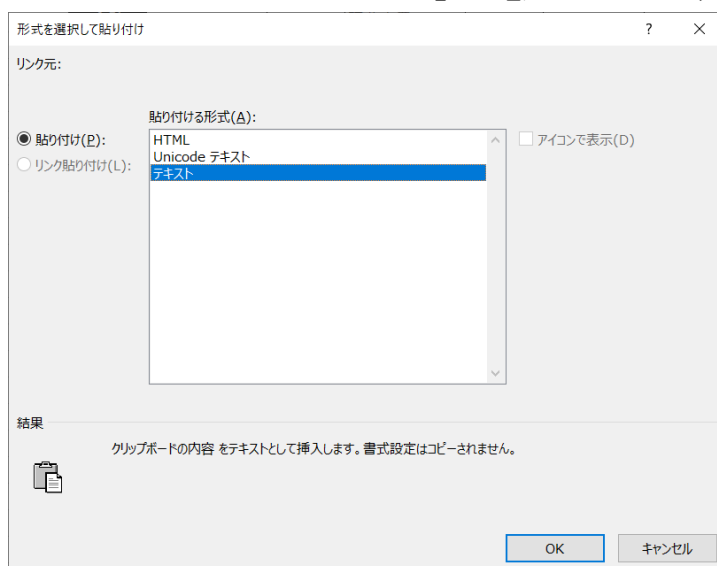 形式を選択して貼り付け ? ×
リンク元:
貼り付ける形式(A):
貼り付け(P):
リンク貼り付け(L):
HTML
Unicode テキスト
テキスト
アイコンで表示(D)
結果
クリップボードの内容 をテキストとして挿入します。書式設定はコピーされません。
OK
キャンセル